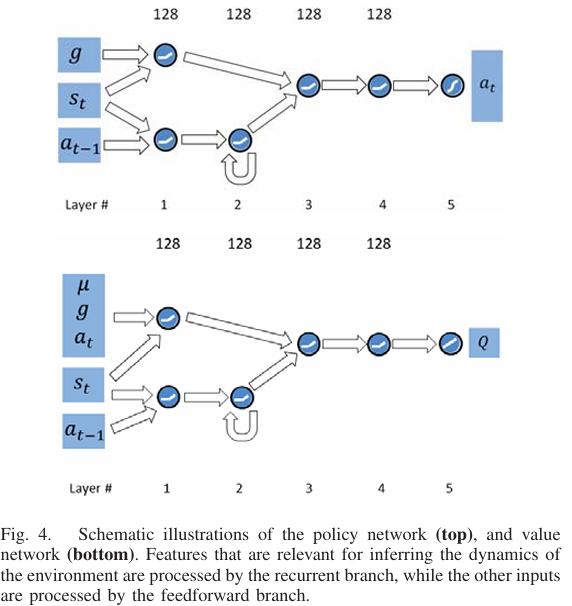 128 128 128 128
g
s_t
a_{t-1}
a_t
Layer # 1 2 3 4 5
128 128 128 128
μ
g
a_t
s_t
a_{t-1}
Q
Layer # 1 2 3 4 5
Fig. 4. Schematic illustrations of the policy network (top), and value
network (bottom). Features that are relevant for inferring the dynamics of
the environment are processed by the recurrent branch, while the other inputs
are processed by the feedforward branch.